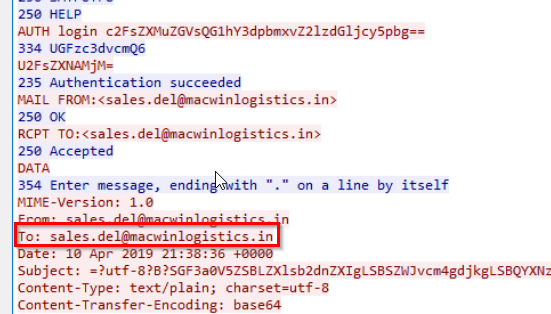 250 HELP
AUTH login c2FsZXMuZGVsQG1hY3dpbmxvZ2lzdGljcy5pbg==
334 UGFzc3dvcmQ6
U2FsZXNAMjM=
235 Authentication succeeded
MAIL FROM:<sales.del@macwinlogistics.in>
250 OK
RCPT TO:<sales.del@macwinlogistics.in>
250 Accepted
DATA
354 Enter message, ending with "." on a line by itself
MIME-Version: 1.0
From: sales.del@macwinlogistics.in
To: sales.del@macwinlogistics.in
Date: 10 Apr 2019 21:38:36 +0000
Subject: =?utf-8?B?SGF3a0V5ZSBLZXlsb2dnZXIgLSBSZWJvcm4gdjkgLSBQYXNz
Content-Type: text/plain; charset=utf-8
Content-Transfer-Encoding: base64